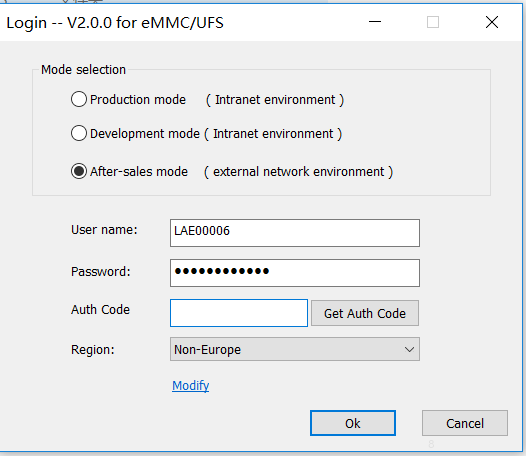 Login -- V2.0.0 for eMMC/UFS
Mode selection
Production mode ( Intranet environment )
Development mode ( Intranet environment )
After-sales mode ( external network environment )
User name: LAE00006
Password: ●●●●●●●●●●●●
Auth Code Get Auth Code
Region: Non-Europe
Modify
Ok Cancel